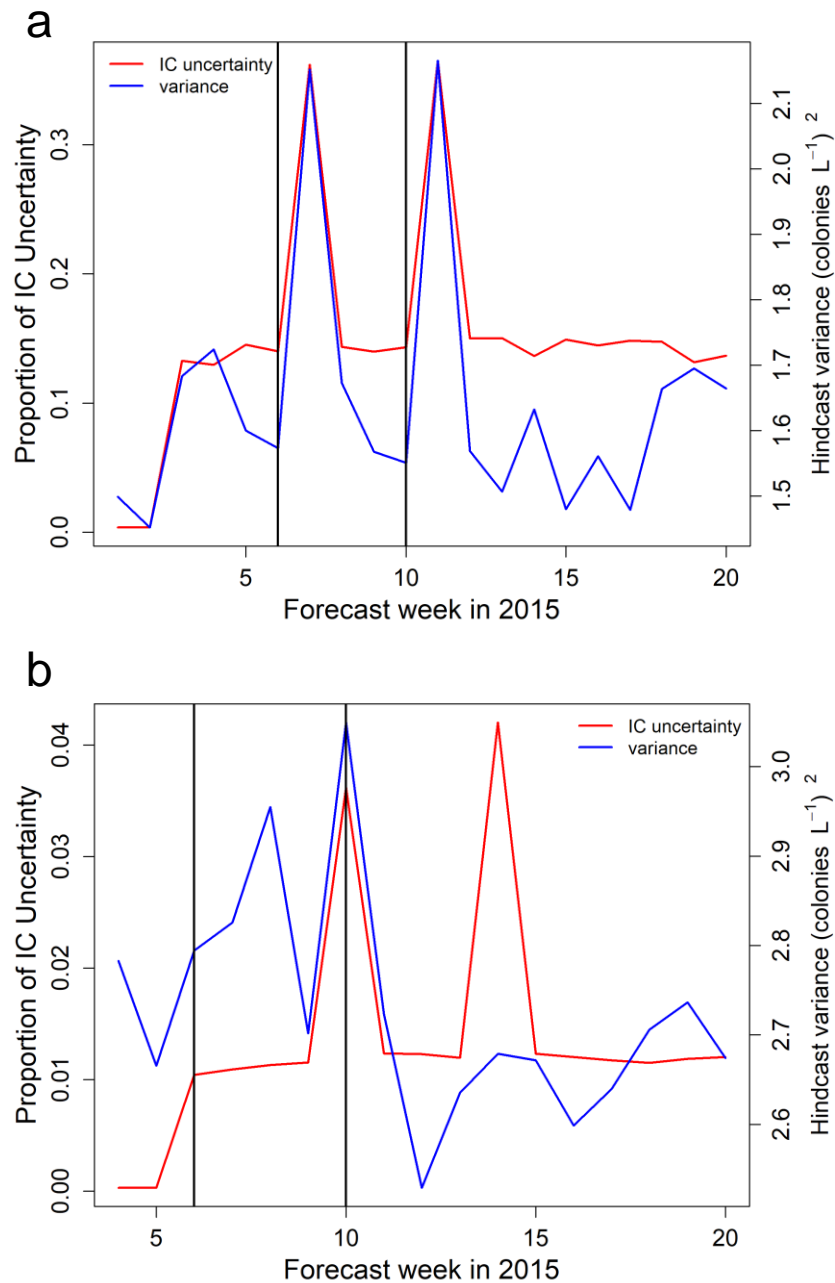 a
IC uncertainty
variance
Proportion of IC Uncertainty
0.0
0.1
0.2
0.3
Hindcast variance (colonies L⁻¹) ²
1.5
1.6
1.7
1.8
1.9
2.0
2.1
5
10
15
20
Forecast week in 2015
b
IC uncertainty
variance
Proportion of IC Uncertainty
0.00
0.01
0.02
0.03
0.04
Hindcast variance (colonies L⁻¹) ²
2.6
2.7
2.8
2.9
3.0
5
10
15
20
Forecast week in 2015